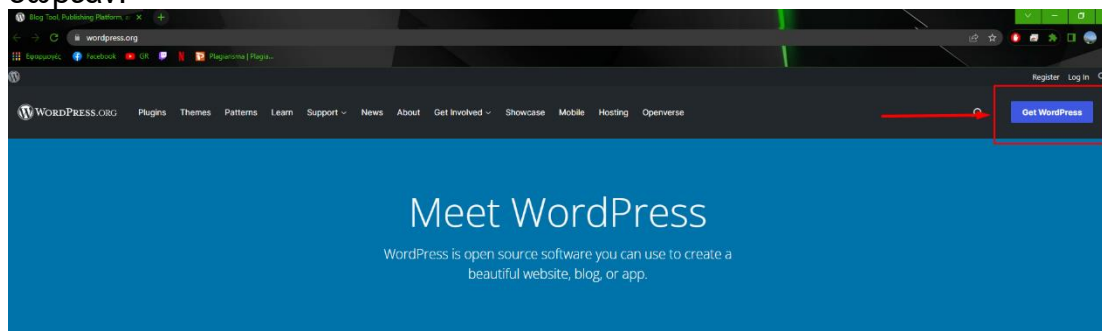 δωρεάν.
Blog Tool, Publishing Platform, a
wordpress.org
Εφαρμογές Facebook GR Plagiarisma | Plagia...
Register Log In
WORDPRESS.ORG Plugins Themes Patterns Learn Support News About Get Involved Showcase Mobile Hosting Openverse Get WordPress
Meet WordPress
WordPress is open source software you can use to create a
beautiful website, blog, or app.